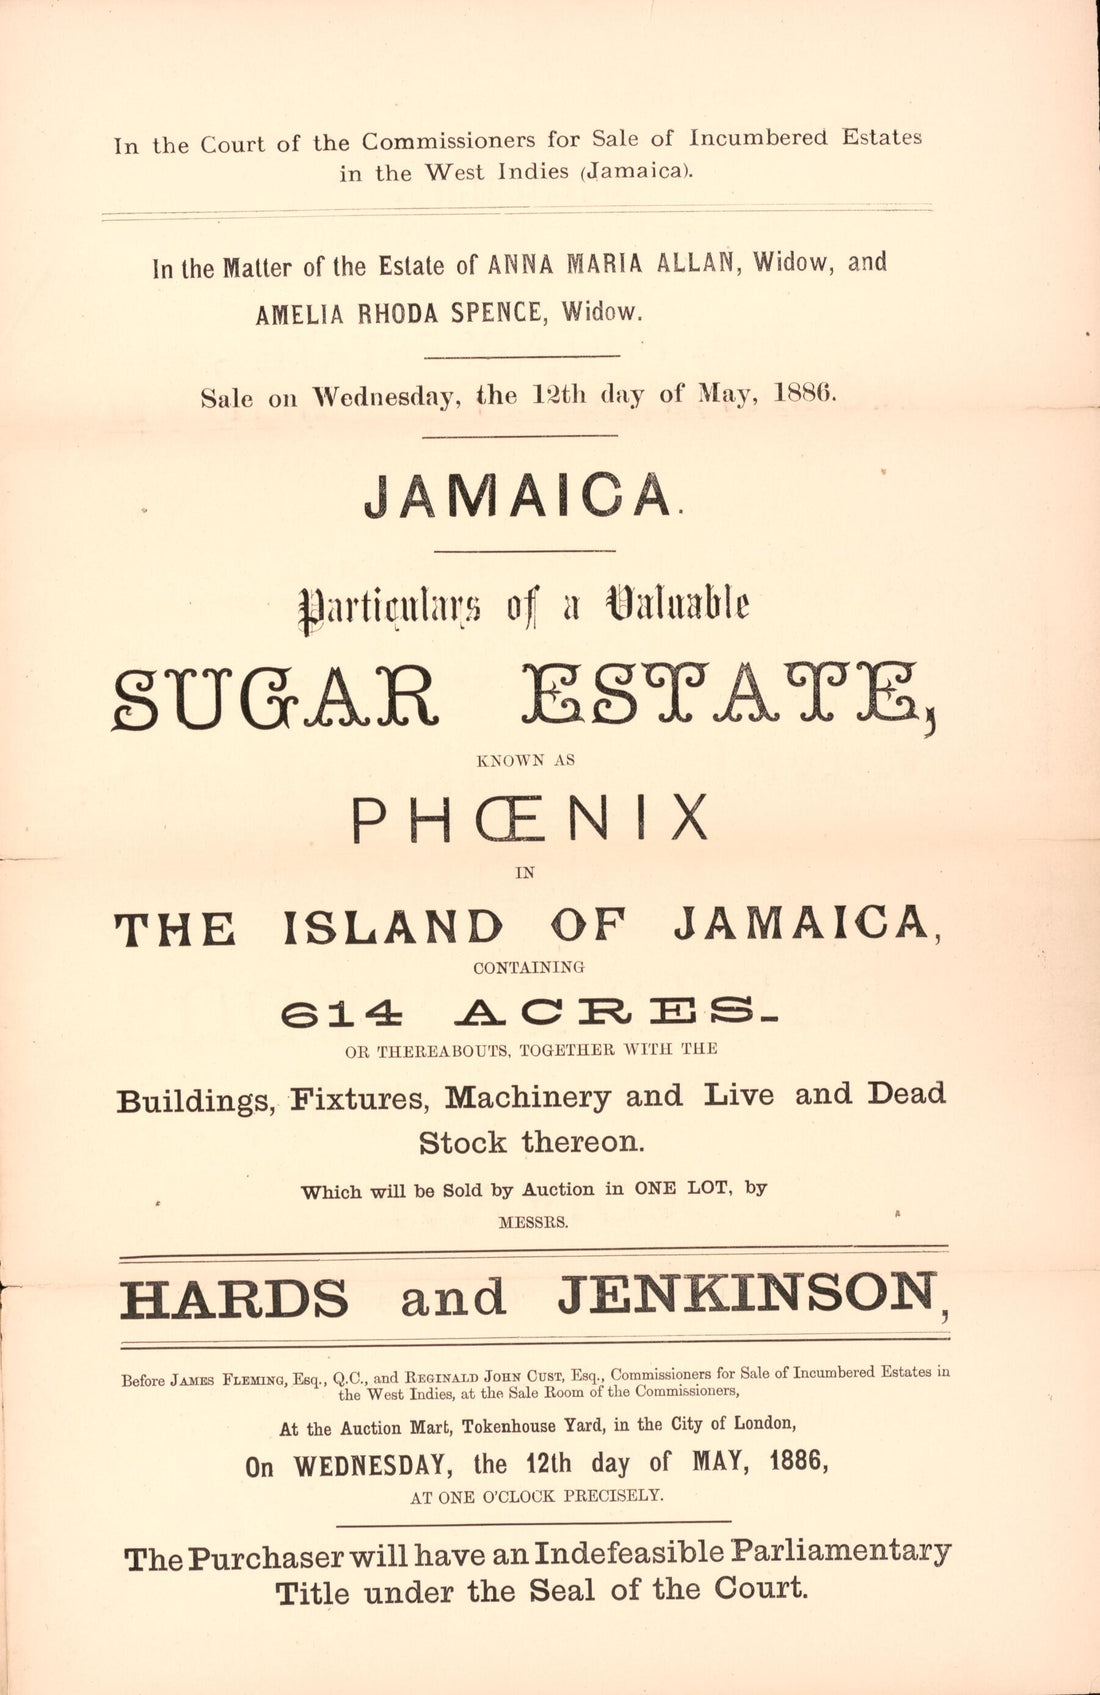 In the Court of the Commissioners for Sale of Incumbered Estates
in the West Indies (Jamaica).
In the Matter of the Estate of ANNA MARIA ALLAN, Widow, and
AMELIA RHODA SPENCE, Widow.
Sale on Wednesday, the 12th day of May, 1886.
JAMAICA.
Particulars of a Valuable
SUGAR ESTATE,
KNOWN AS
PHŒNIX
IN
THE ISLAND OF JAMAICA,
CONTAINING
614 ACRES.
OR THEREABOUTS, TOGETHER WITH THE
Buildings, Fixtures, Machinery and Live and Dead
Stock thereon.
Which will be Sold by Auction in ONE LOT, by
MESSRS.
HARDS and JENKINSON,
Before JAMES FLEMING, Esq., Q.C., and REGINALD JOHN CUST, Esq., Commissioners for Sale of Incumbered Estates in
the West Indies, at the Sale Room of the Commissioners,
At the Auction Mart, Tokenhouse Yard, in the City of London,
On WEDNESDAY, the 12th day of MAY, 1886,
AT ONE O'CLOCK PRECISELY.
The Purchaser will have an Indefeasible Parliamentary
Title under the Seal of the Court.